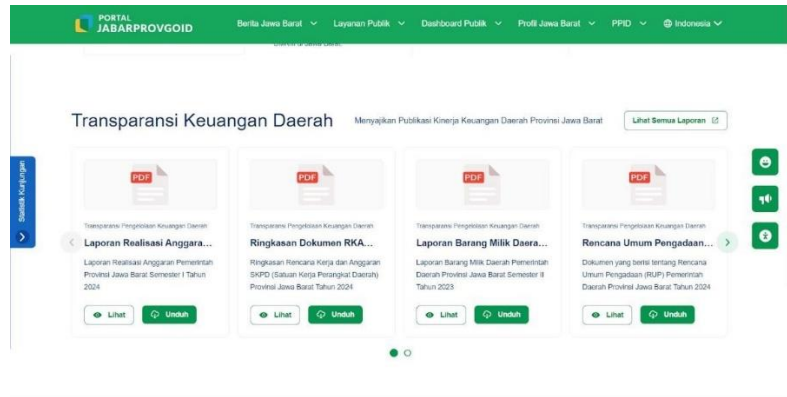 PORTAL
JABARPROVGOID
Berita Jawa Barat
Layanan Publik
Dashboard Publik
Profil Jawa Barat
PPID
Indonesia
Transparansi Keuangan Daerah
Menyajikan Publikasi Kinerja Keuangan Daerah Provinsi Jawa Barat
Lihat Semua Laporan
Statistik Kunjungan
PDF
Transparansi Pengelolaan Keuangan Daerah
Laporan Realisasi Anggara...
Laporan Realisasi Anggaran Pemerintah
Provinsi Jawa Barat Semester I Tahun
2024
Lihat
Unduh
PDF
Transparansi Pengelolaan Keuangan Daerah
Ringkasan Dokumen RKA...
Ringkasan Rencana Kerja dan Anggaran
SKPD (Satuan Kerja Perangkat Daerah)
Provinsi Jawa Barat Tahun 2024
Lihat
Unduh
PDF
Transparansi Pengelolaan Keuangan Daerah
Laporan Barang Milik Daera...
Laporan Barang Milik Daerah Pemerintah
Daerah Provinsi Jawa Barat Semester II
Tahun 2023
Lihat
Unduh
PDF
Transparansi Pengelolaan Keuangan Daerah
Rencana Umum Pengadaan...
Dokumen yang berisi tentang Rencana
Umum Pengadaan (RUP) Pemerintah
Daerah Provinsi Jawa Barat Tahun 2024
Lihat
Unduh